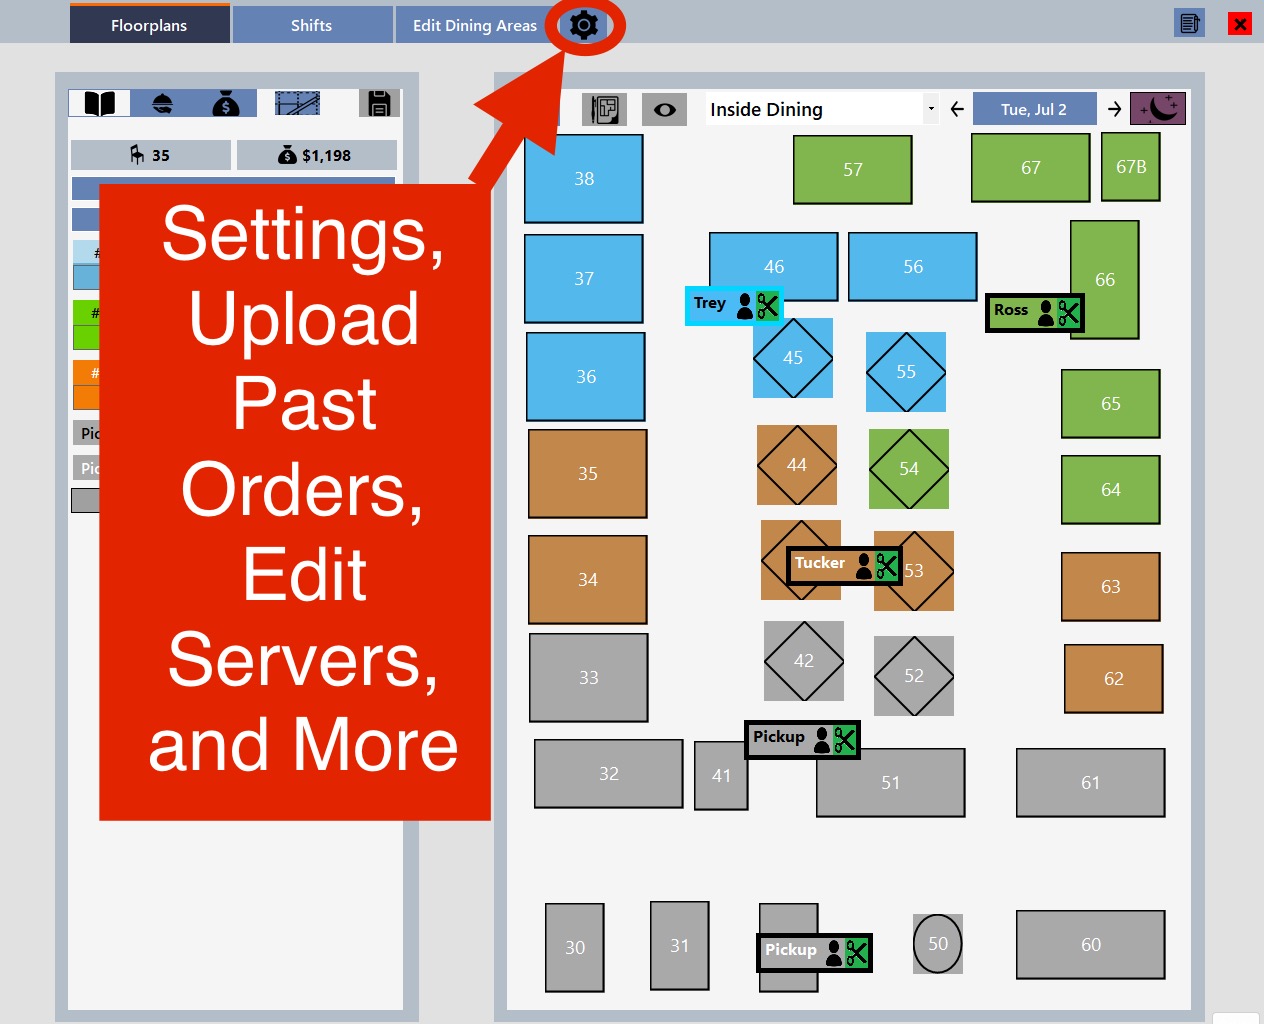 Floorplans
Shifts
Edit Dining Areas
Inside Dining
Tue, Jul 2
35
$1,198
Settings,
Upload
Past
Orders,
Edit
Servers,
and More
#
#
#
Pic
Pic
38
57
67
67B
37
46
56
66
Trey
Ross
36
45
55
65
35
44
54
64
34
Tucker
53
63
33
42
52
62
Pickup
32
41
51
61
30
31
Pickup
50
60